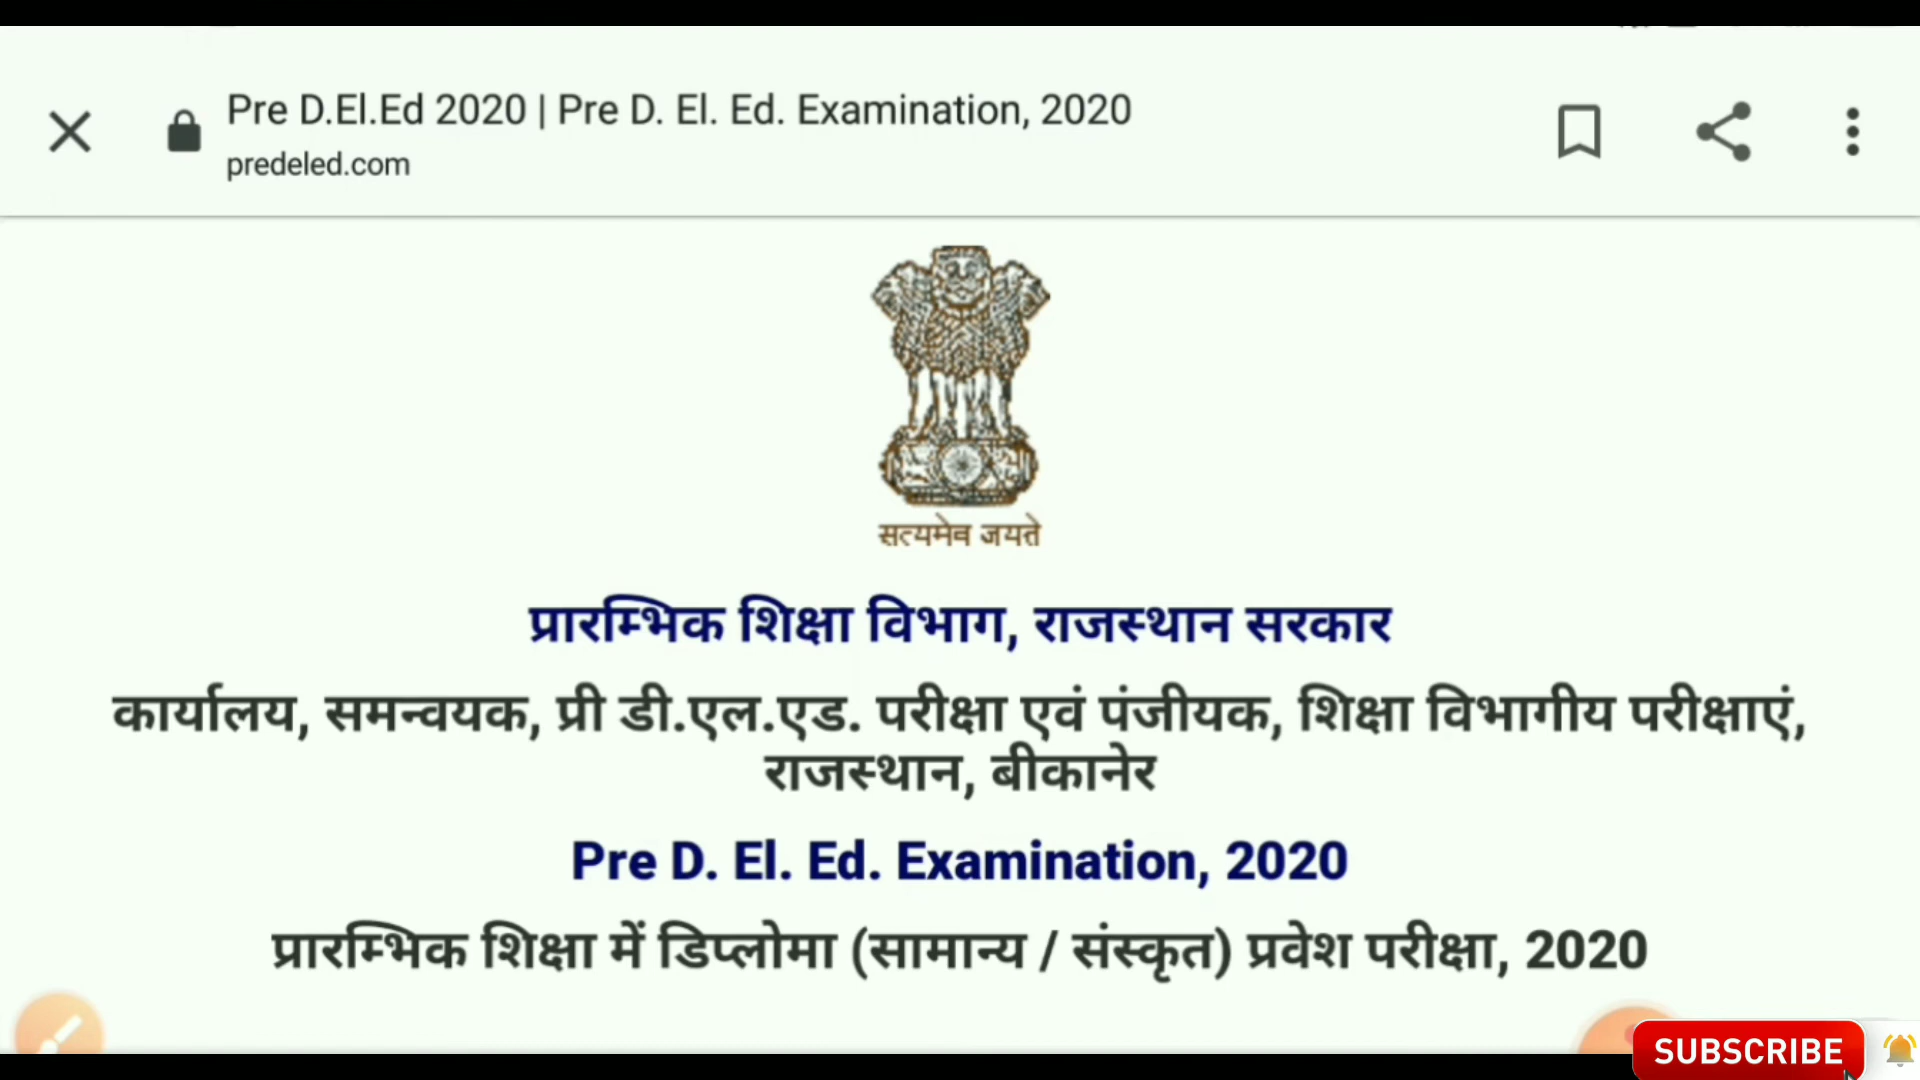 Pre D.El.Ed 2020 | Pre D. El. Ed. Examination, 2020
predeled.com
सत्यमेव जयते
प्रारम्भिक शिक्षा विभाग, राजस्थान सरकार
कार्यालय, समन्वयक, प्री डी.एल.एड. परीक्षा एवं पंजीयक, शिक्षा विभागीय परीक्षाएं,
राजस्थान, बीकानेर
Pre D. El. Ed. Examination, 2020
प्रारम्भिक शिक्षा में डिप्लोमा (सामान्य / संस्कृत) प्रवेश परीक्षा, 2020
SUBSCRIBE